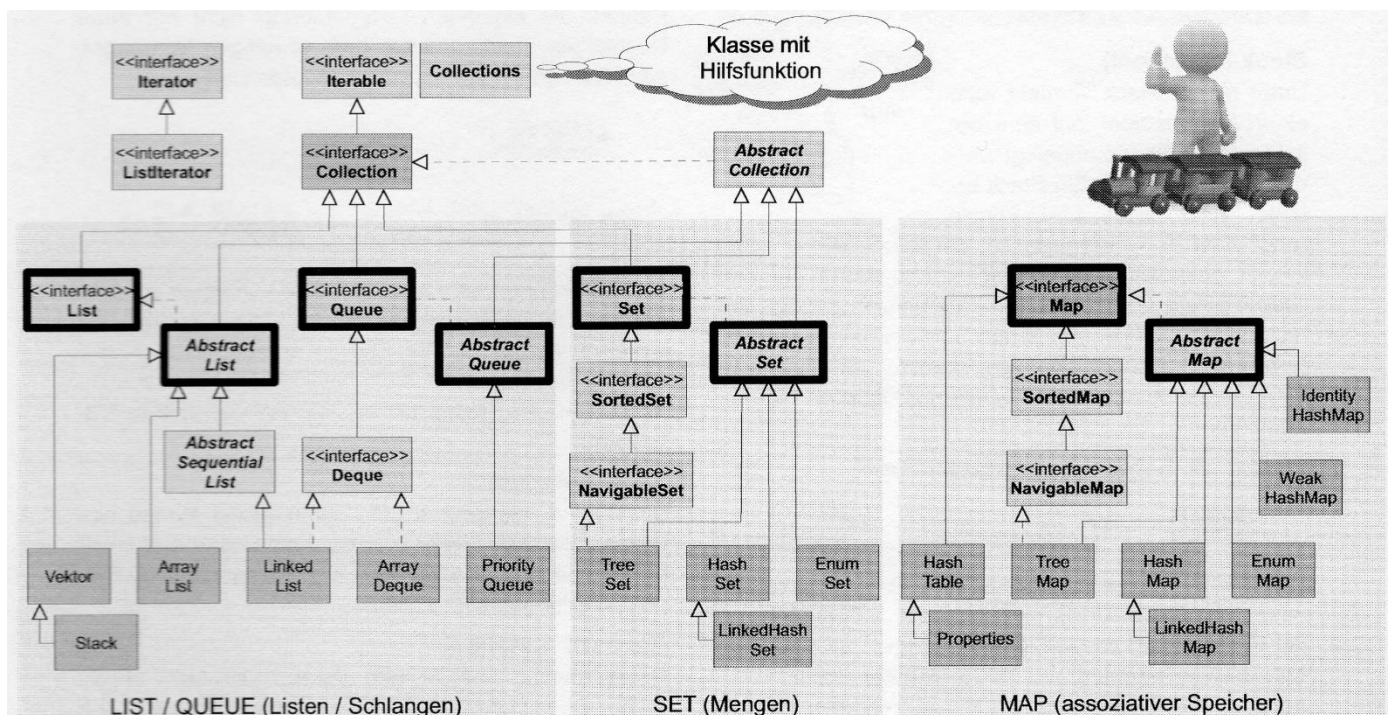 Klasse mit
Hilfsfunktion
<<interface>>
Iterator
<<interface>>
Iterable
Collections
<<interface>>
ListIterator
<<interface>>
Collection
Abstract
Collection
<<interface>>
List
<<interface>>
Queue
<<interface>>
Set
<<interface>>
Map
Abstract
List
Abstract
Queue
Abstract
Set
Abstract
Map
<<interface>>
SortedSet
<<interface>>
SortedMap
Identity
HashMap
Abstract
Sequential
List
<<interface>>
Deque
<<interface>>
NavigableSet
<<interface>>
NavigableMap
Weak
HashMap
Vektor
Array
List
Linked
List
Array
Deque
Priority
Queue
Tree
Set
Hash
Set
Enum
Set
Hash
Table
Tree
Map
Hash
Map
Enum
Map
Stack
LinkedHash
Set
Properties
LinkedHash
Map
LIST / QUEUE (Listen / Schlangen)
SET (Mengen)
MAP (assoziativer Speicher)